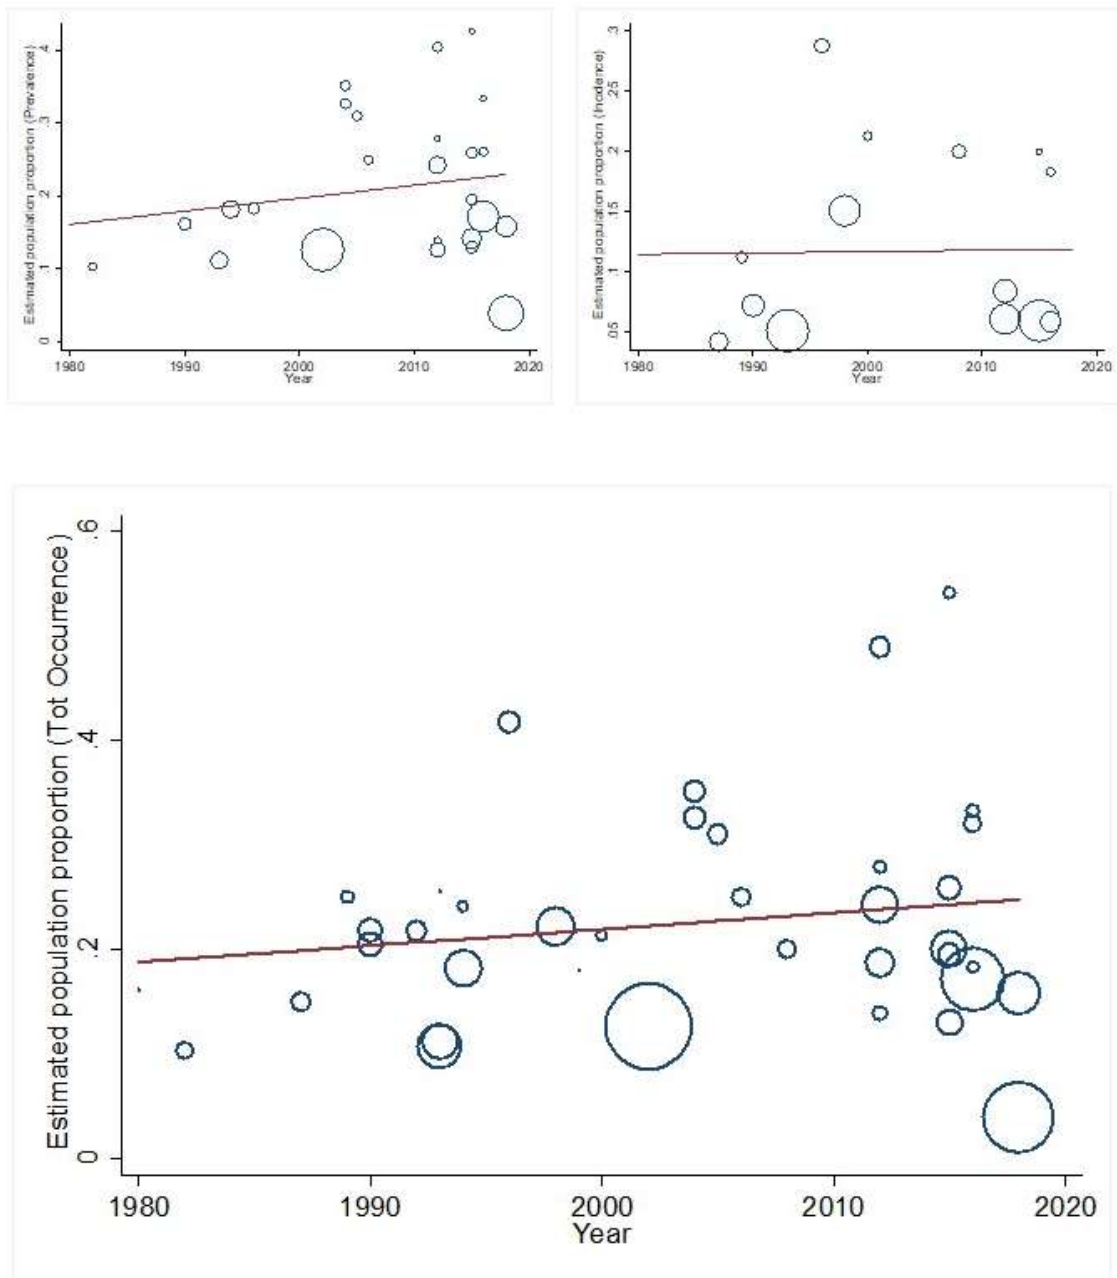 Estimated population proportion (Prevalence)
.4
.3
.2
.1
0
1980 1990 2000 2010 2020
Year
Estimated population proportion (Incidence)
.3
.25
.2
.15
.1
.05
1980 1990 2000 2010 2020
Year
Estimated population proportion (Tot Occurrence)
.6
.4
.2
0
1980 1990 2000 2010 2020
Year